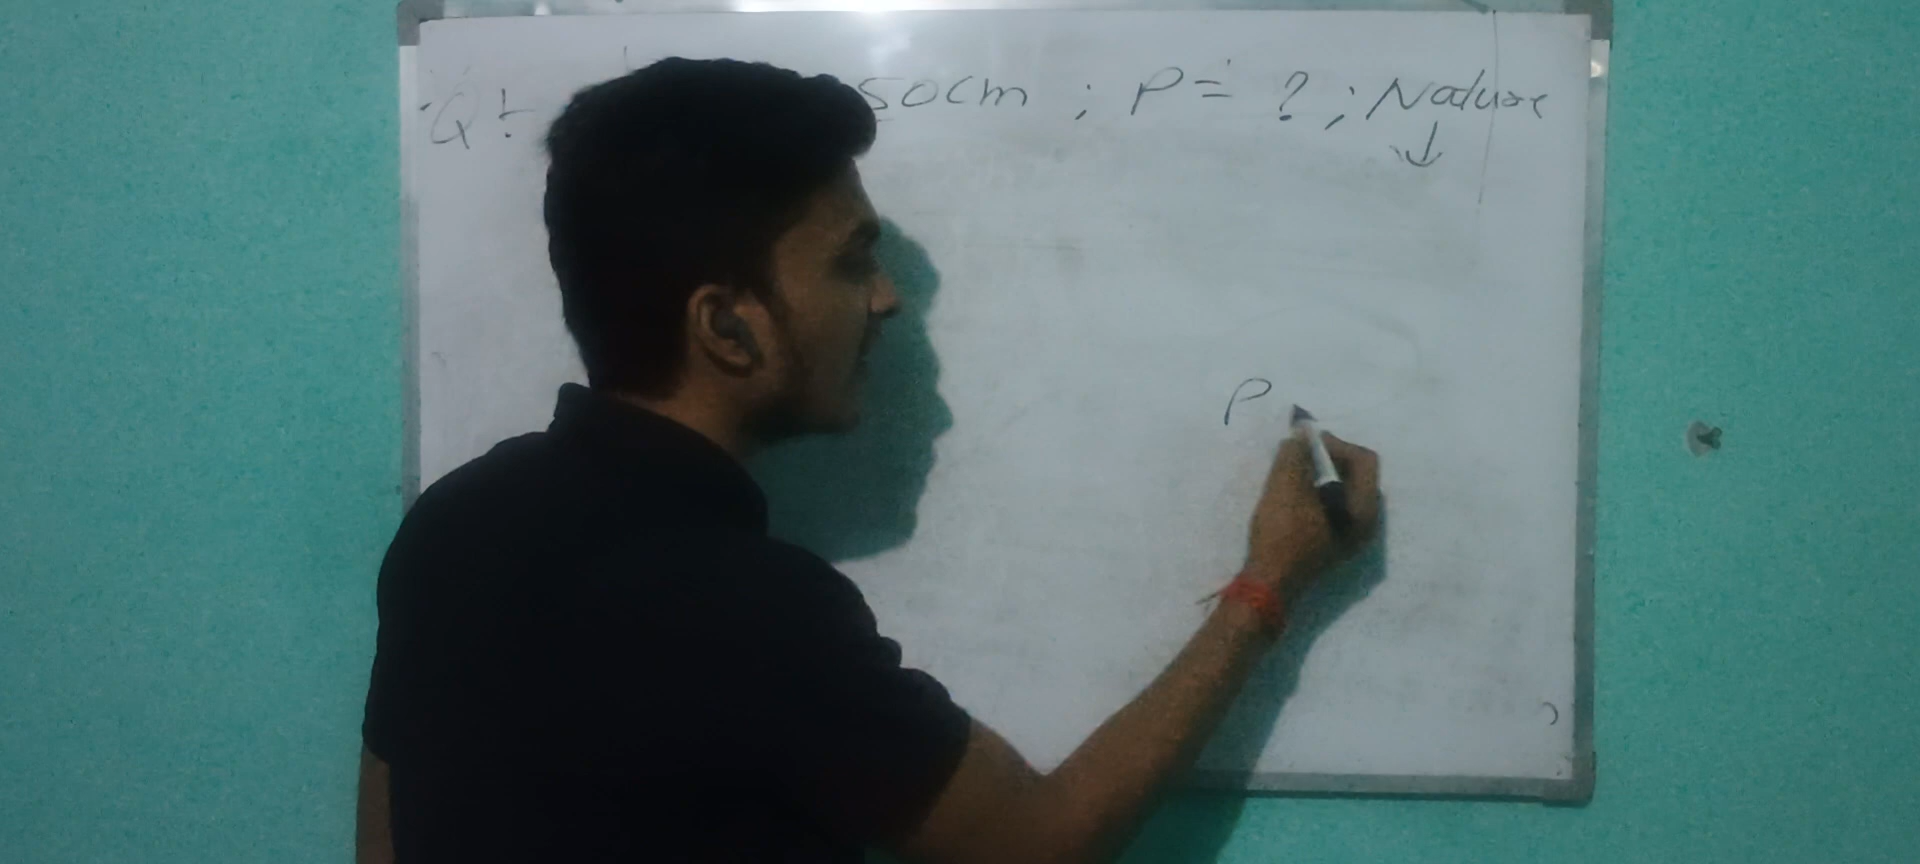 Q:- 50cm ; P = ? ; Nature
P